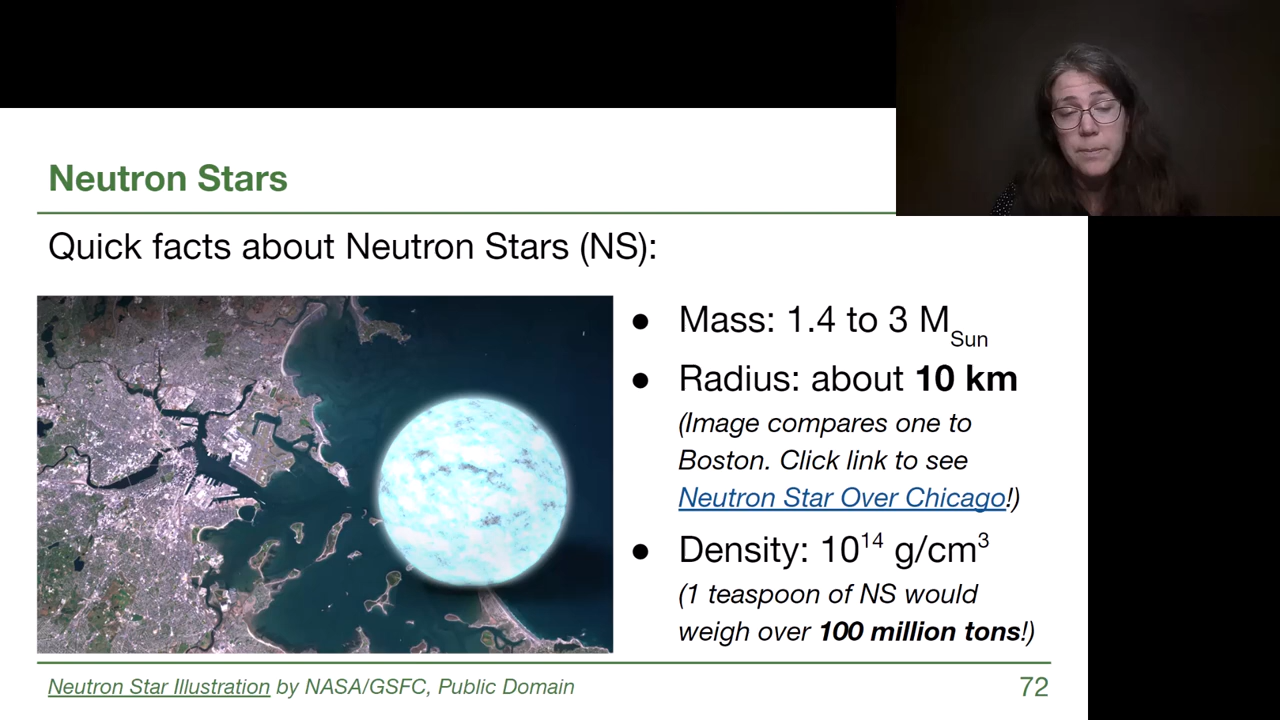 Neutron Stars
Quick facts about Neutron Stars (NS):
● Mass: 1.4 to 3 M_Sun
● Radius: about 10 km
(Image compares one to
Boston. Click link to see
Neutron Star Over Chicago!)
● Density: 10¹⁴ g/cm³
(1 teaspoon of NS would
weigh over 100 million tons!)
Neutron Star Illustration by NASA/GSFC, Public Domain
72